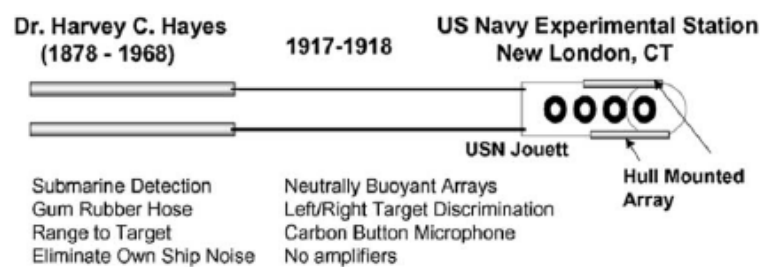 Dr. Harvey C. Hayes
(1878 - 1968)
1917-1918
US Navy Experimental Station
New London, CT
USN Jouett
Hull Mounted
Array
Submarine Detection
Gum Rubber Hose
Range to Target
Eliminate Own Ship Noise
Neutrally Buoyant Arrays
Left/Right Target Discrimination
Carbon Button Microphone
No amplifiers